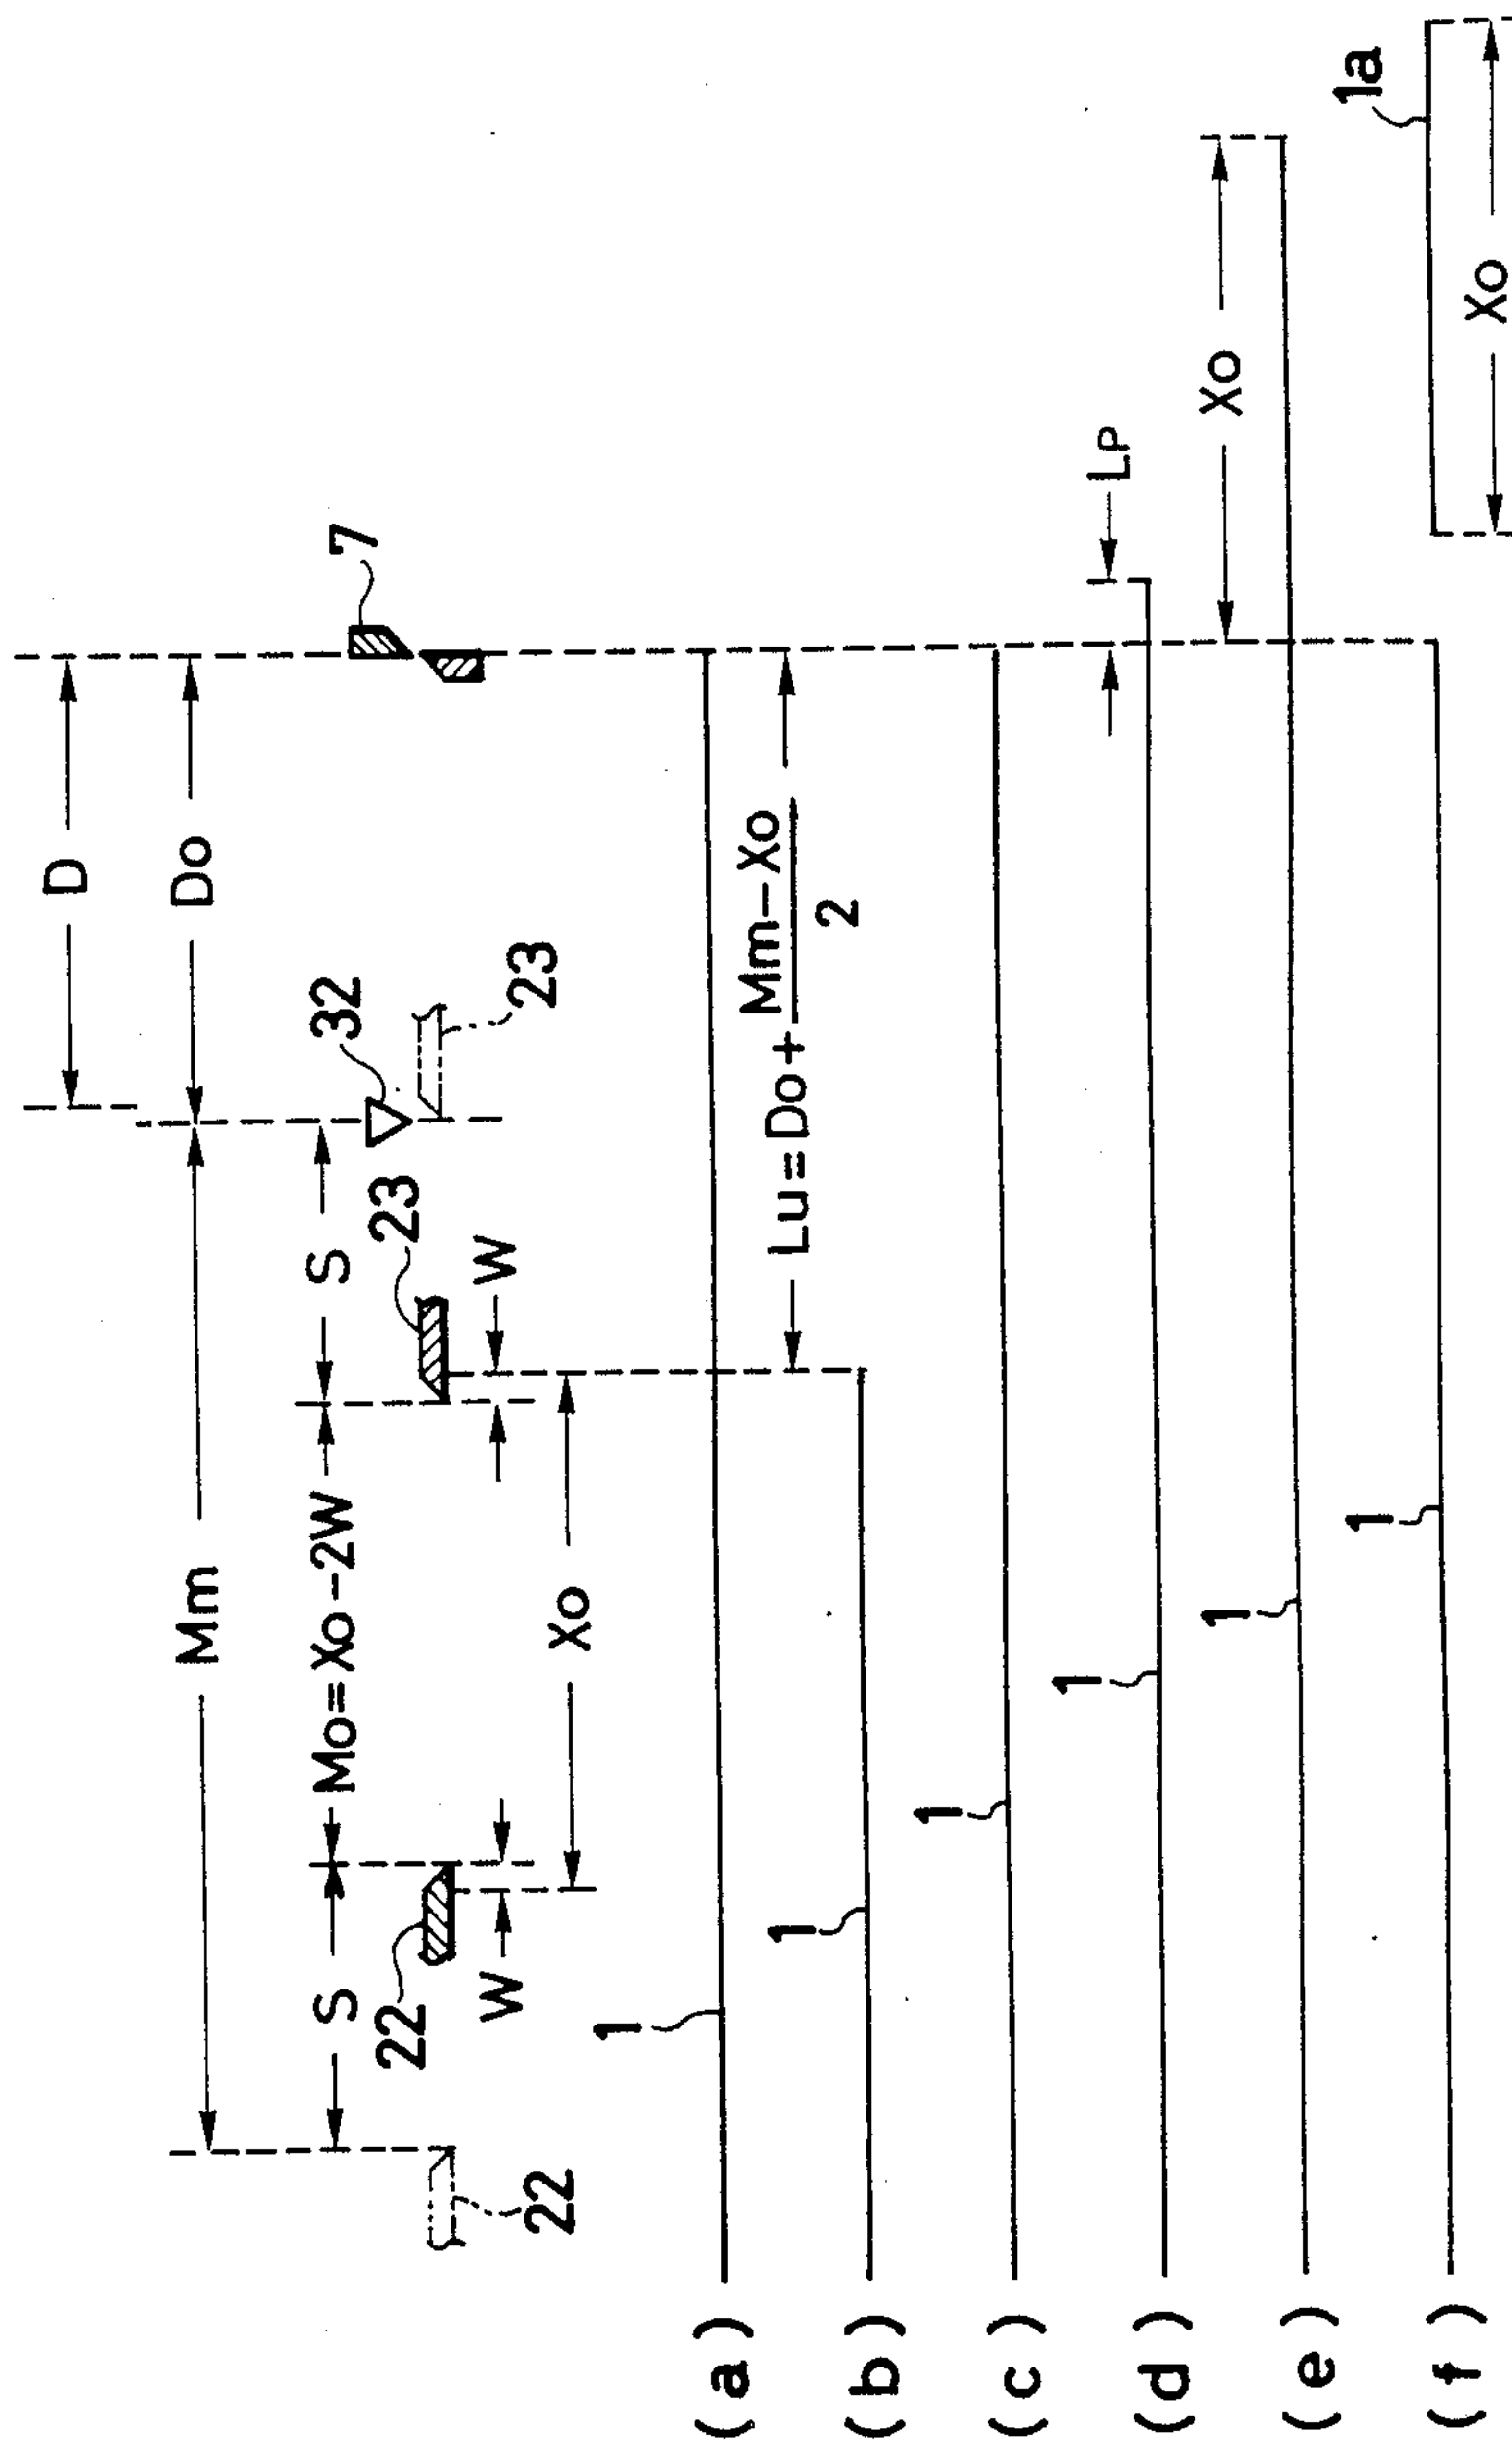 D
Do
Mm
7
32
S
Mo=Xo-2W
S
23
23
22
22
W
W
Xo
1
(a)
Lu=Do+Mm-Xo/2
1
(b)
1
(c)
Lp
1
(d)
Xo
1
(e)
1a
1
(f)
Xo